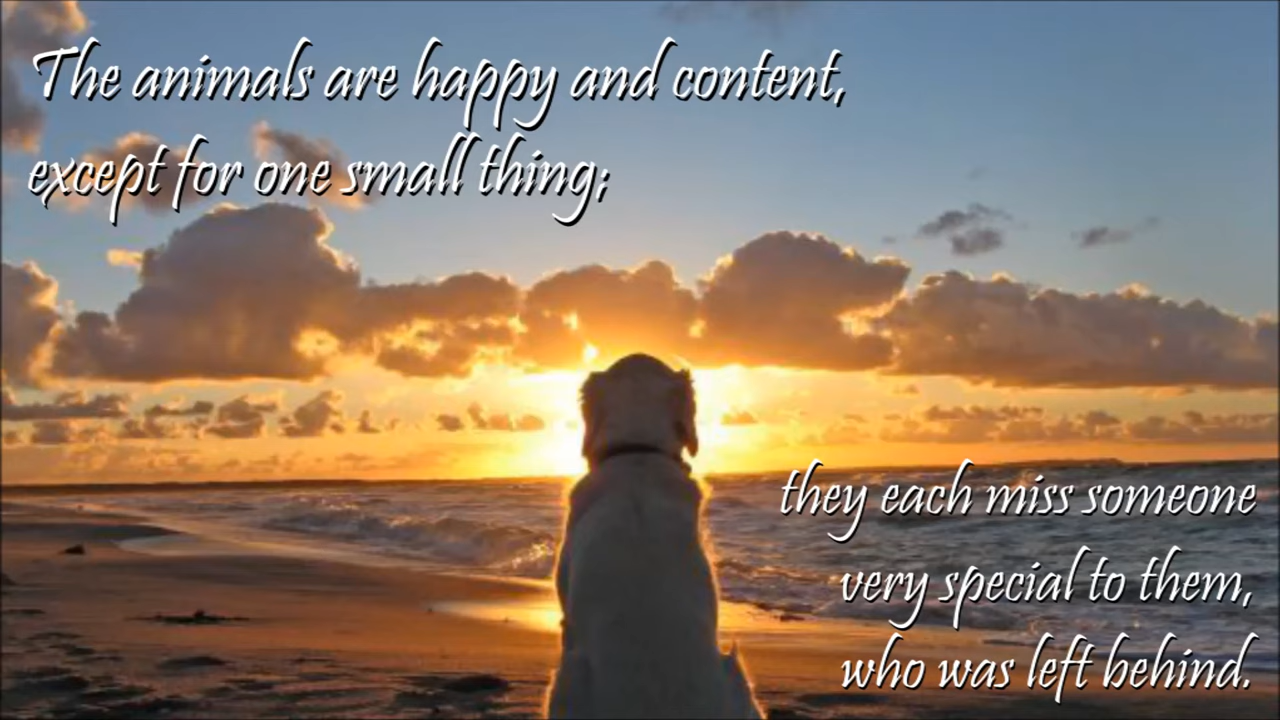 The animals are happy and content,
except for one small thing;
they each miss someone
very special to them,
who was left behind.